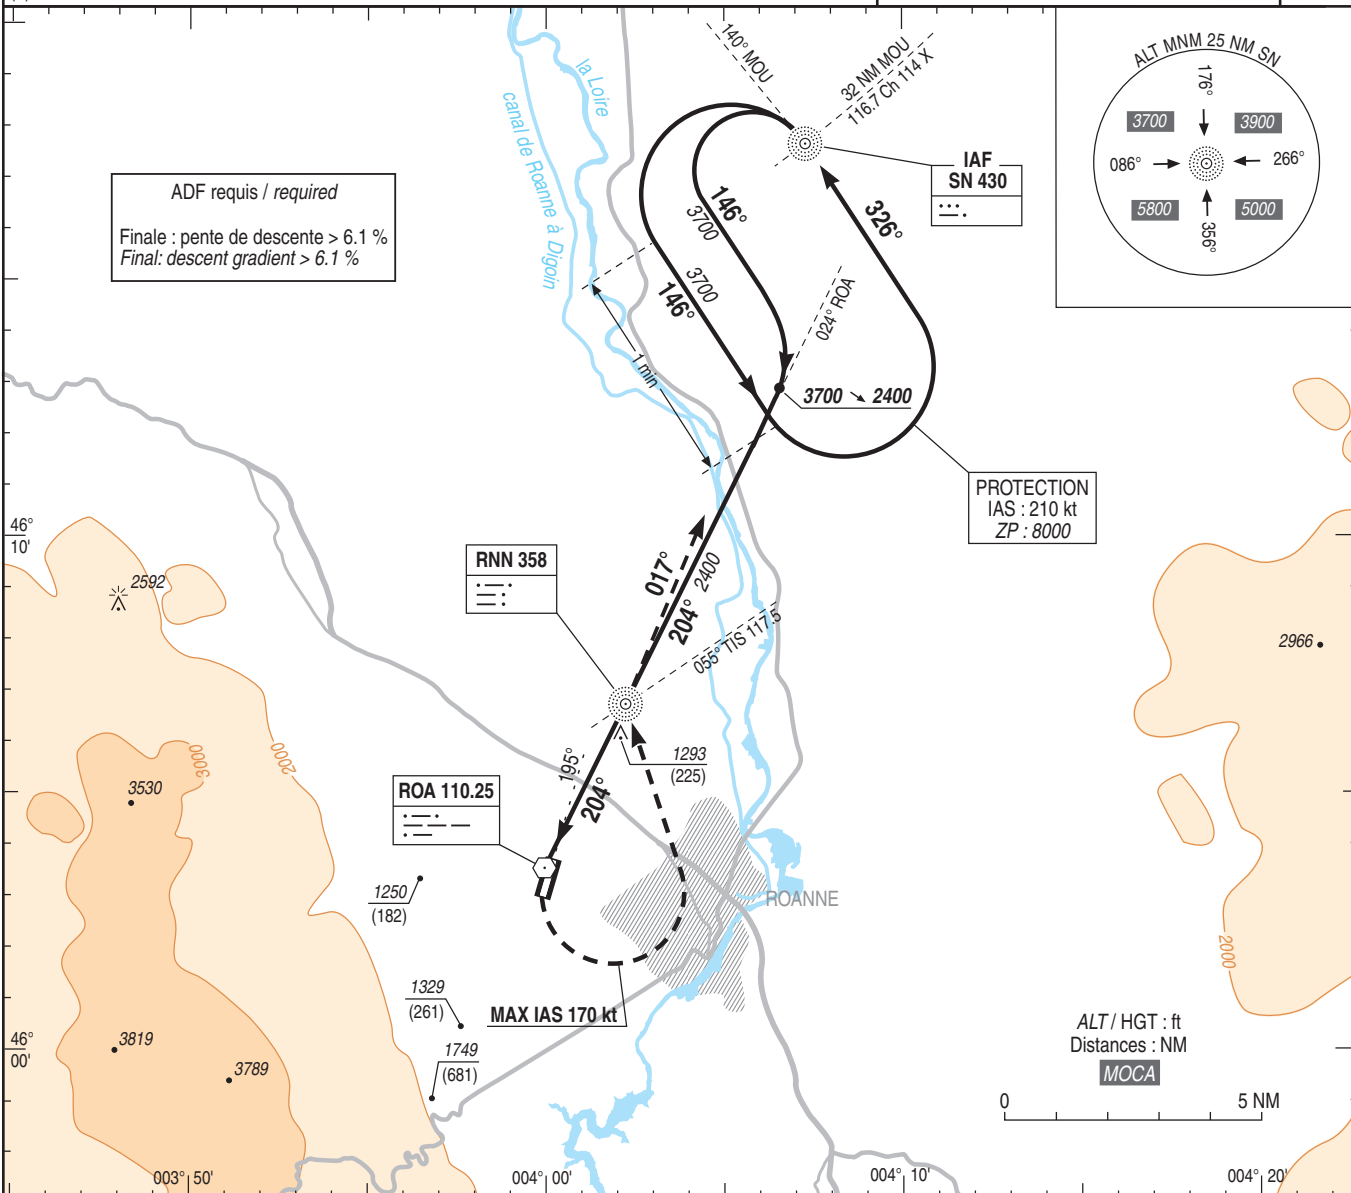 140° MOU
32 NM MOU
116.7 Ch 114 X
la Loire
canal de Roanne à Digoin
ALT MNM 25 NM SN
176°
3700
3900
086°
266°
5800
5000
356°
ADF requis / required
Finale : pente de descente > 6.1 %
Final: descent gradient > 6.1 %
IAF
SN 430
146°
3700
326°
146°
3700
024° ROA
1 min
3700 ↘ 2400
PROTECTION
IAS : 210 kt
ZP : 8000
46°
10'
RNN 358
017°
204°
2400
2592
055° TIS 117.5
2966
3000
2000
1293
(225)
195°
204°
3530
ROA 110.25
1250
(182)
ROANNE
2000
1329
(261)
MAX IAS 170 kt
46°
00'
3819
3789
1749
(681)
ALT / HGT : ft
Distances : NM
MOCA
0
5 NM
003° 50'
004° 00'
004° 10'
004° 20'